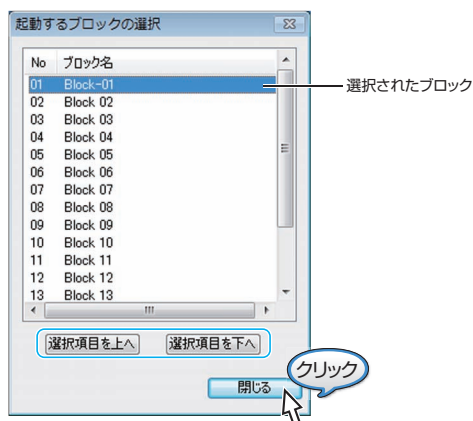 起動するブロックの選択
No ブロック名
01 Block-01
選択されたブロック
02 Block 02
03 Block 03
04 Block 04
05 Block 05
06 Block 06
07 Block 07
08 Block 08
09 Block 09
10 Block 10
11 Block 11
12 Block 12
13 Block 13
選択項目を上へ 選択項目を下へ
クリック
閉じる